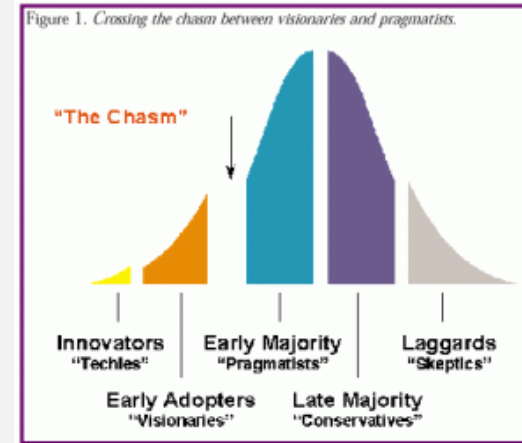 Figure 1. Crossing the chasm between visionaries and pragmatists.
"The Chasm"
Innovators
"Techies"
Early Majority
"Pragmatists"
Laggards
"Skeptics"
Early Adopters
"Visionaries"
Late Majority
"Conservatives"